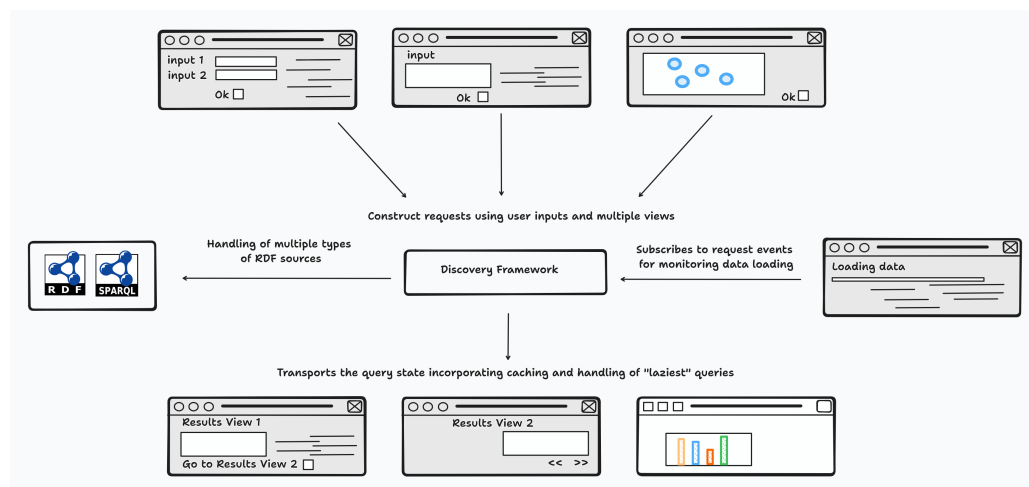 input 1
input 2
Ok
input
Ok
Ok
Construct requests using user inputs and multiple views
Handling of multiple types
of RDF sources
Subscribes to request events
for monitoring data loading
Discovery Framework
Loading data
RDF
SPARQL
Transports the query state incorporating caching and handling of "laziest" queries
Results View 1
Go to Results View 2
Results View 2
<< >>